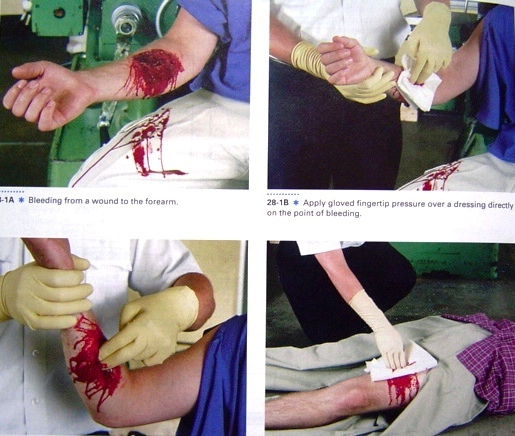 -1A * Bleeding from a wound to the forearm.
28-1B * Apply gloved fingertip pressure over a dressing directly
on the point of bleeding.